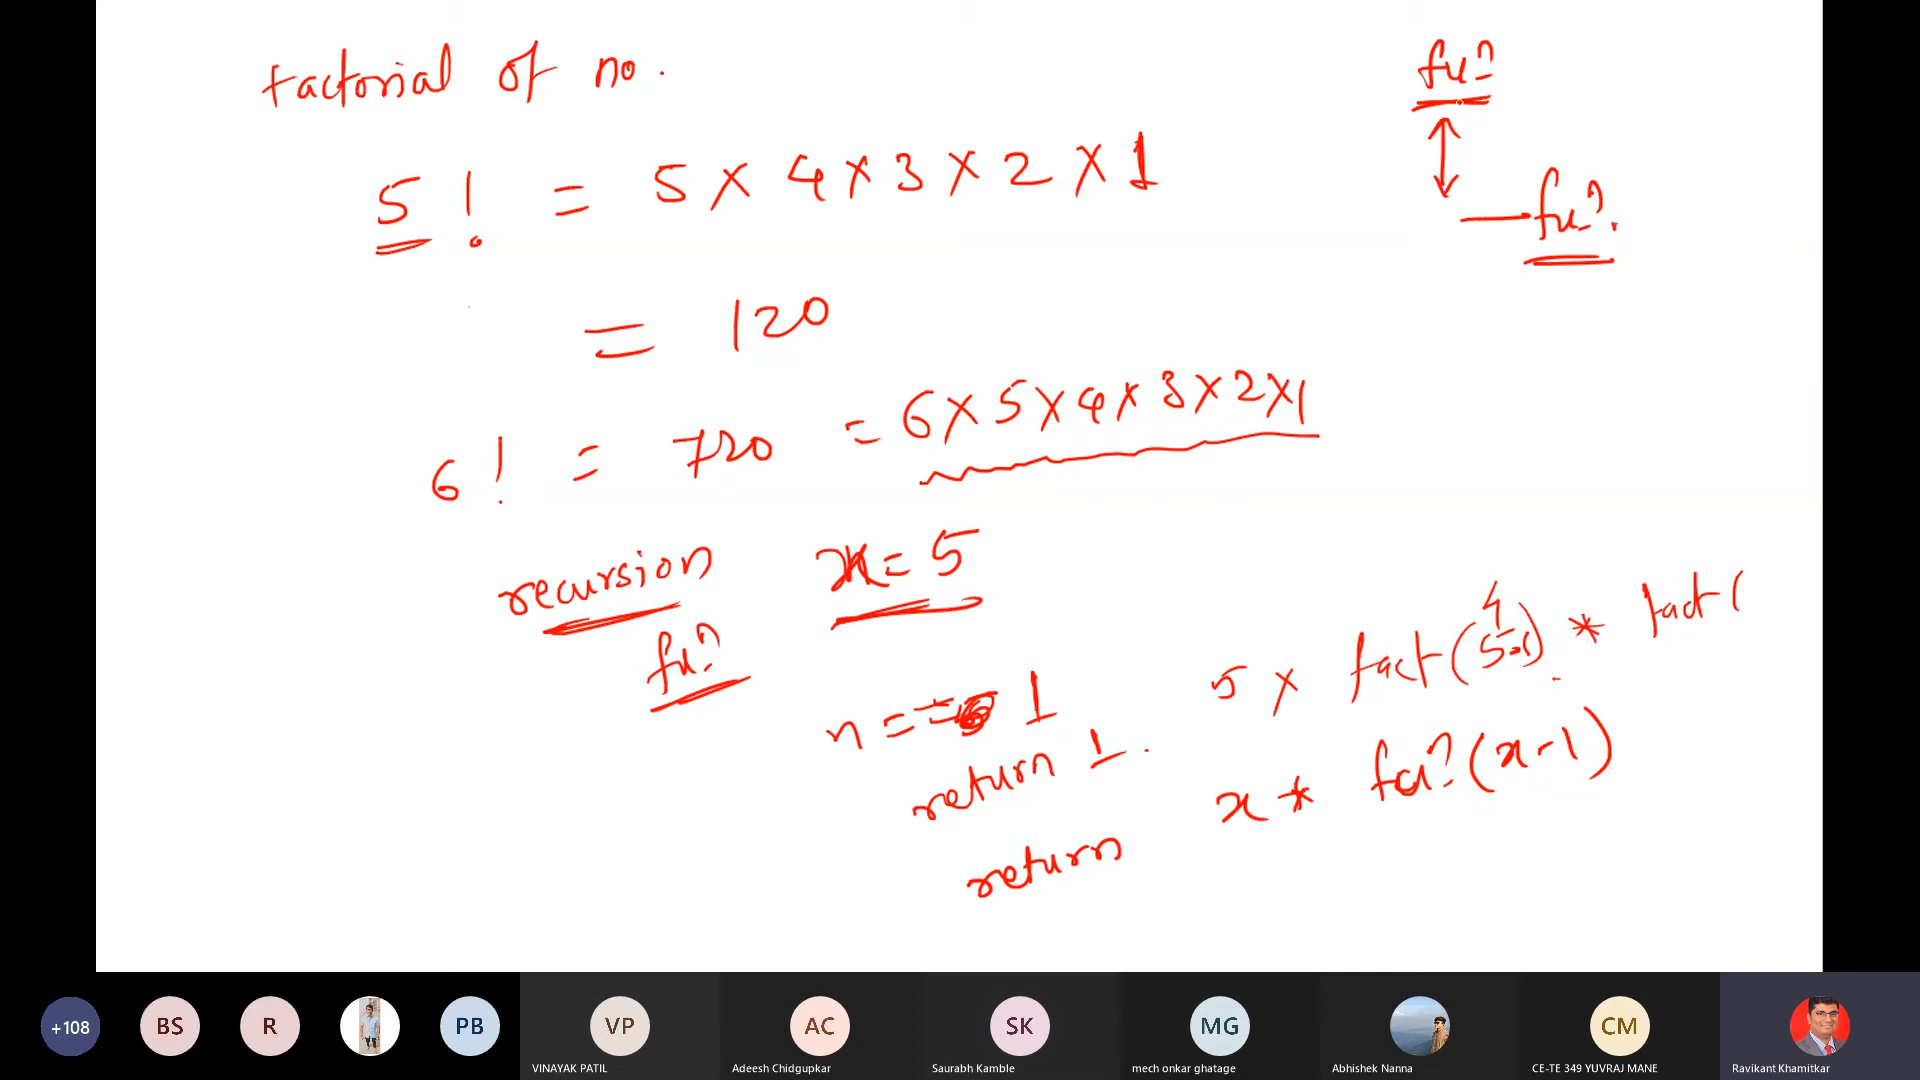 factorial of no.
fun
5! = 5 x 4 x 3 x 2 x 1
fun.
= 120
6! = 720 = 6 x 5 x 4 x 3 x 2 x 1
recursion x = 5
fun
5 x fact(5-1) * fact(
4
n == 1
return 1.
return x * fun(x-1)
+108 BS R PB VP AC SK MG CM
VINAYAK PATIL Adeesh Chidgupkar Saurabh Kamble mech onkar ghatage Abhishek Nanna CE-TE 349 YUVRAJ MANE Ravikant Khamitkar